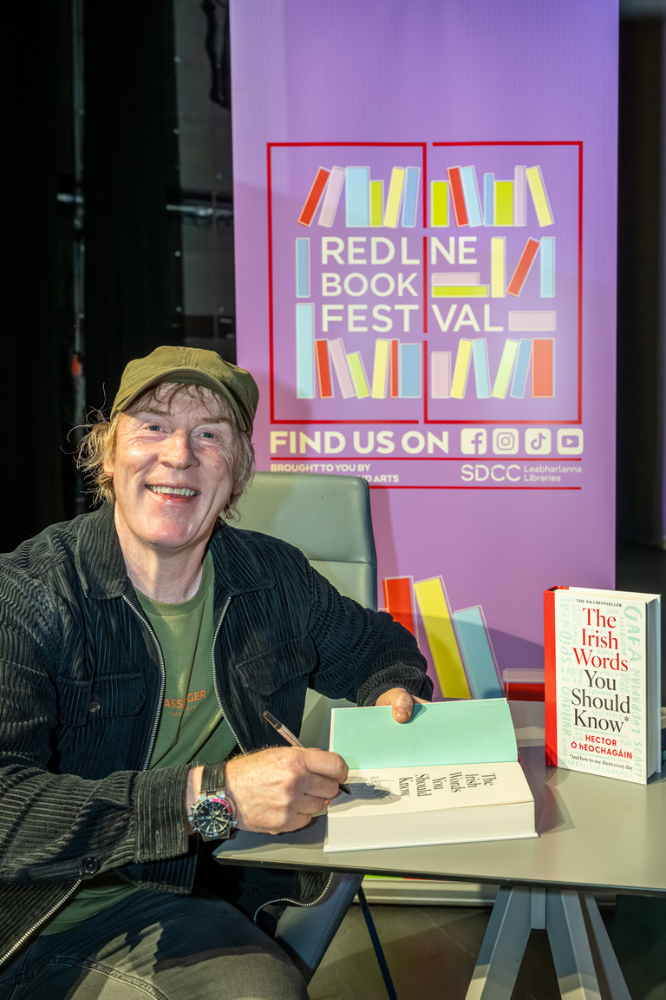 REDLINE
BOOK
FESTIVAL
FIND US ON
BROUGHT TO YOU BY
ARTS
SDCC Leabharlanna
Libraries
THE NO.1 BESTSELLER
The
Irish
Words
You
Should
Know*
HECTOR
Ó hEOCHAGÁIN
*And how to use them every day
The
Irish
Words
You
Should
Know